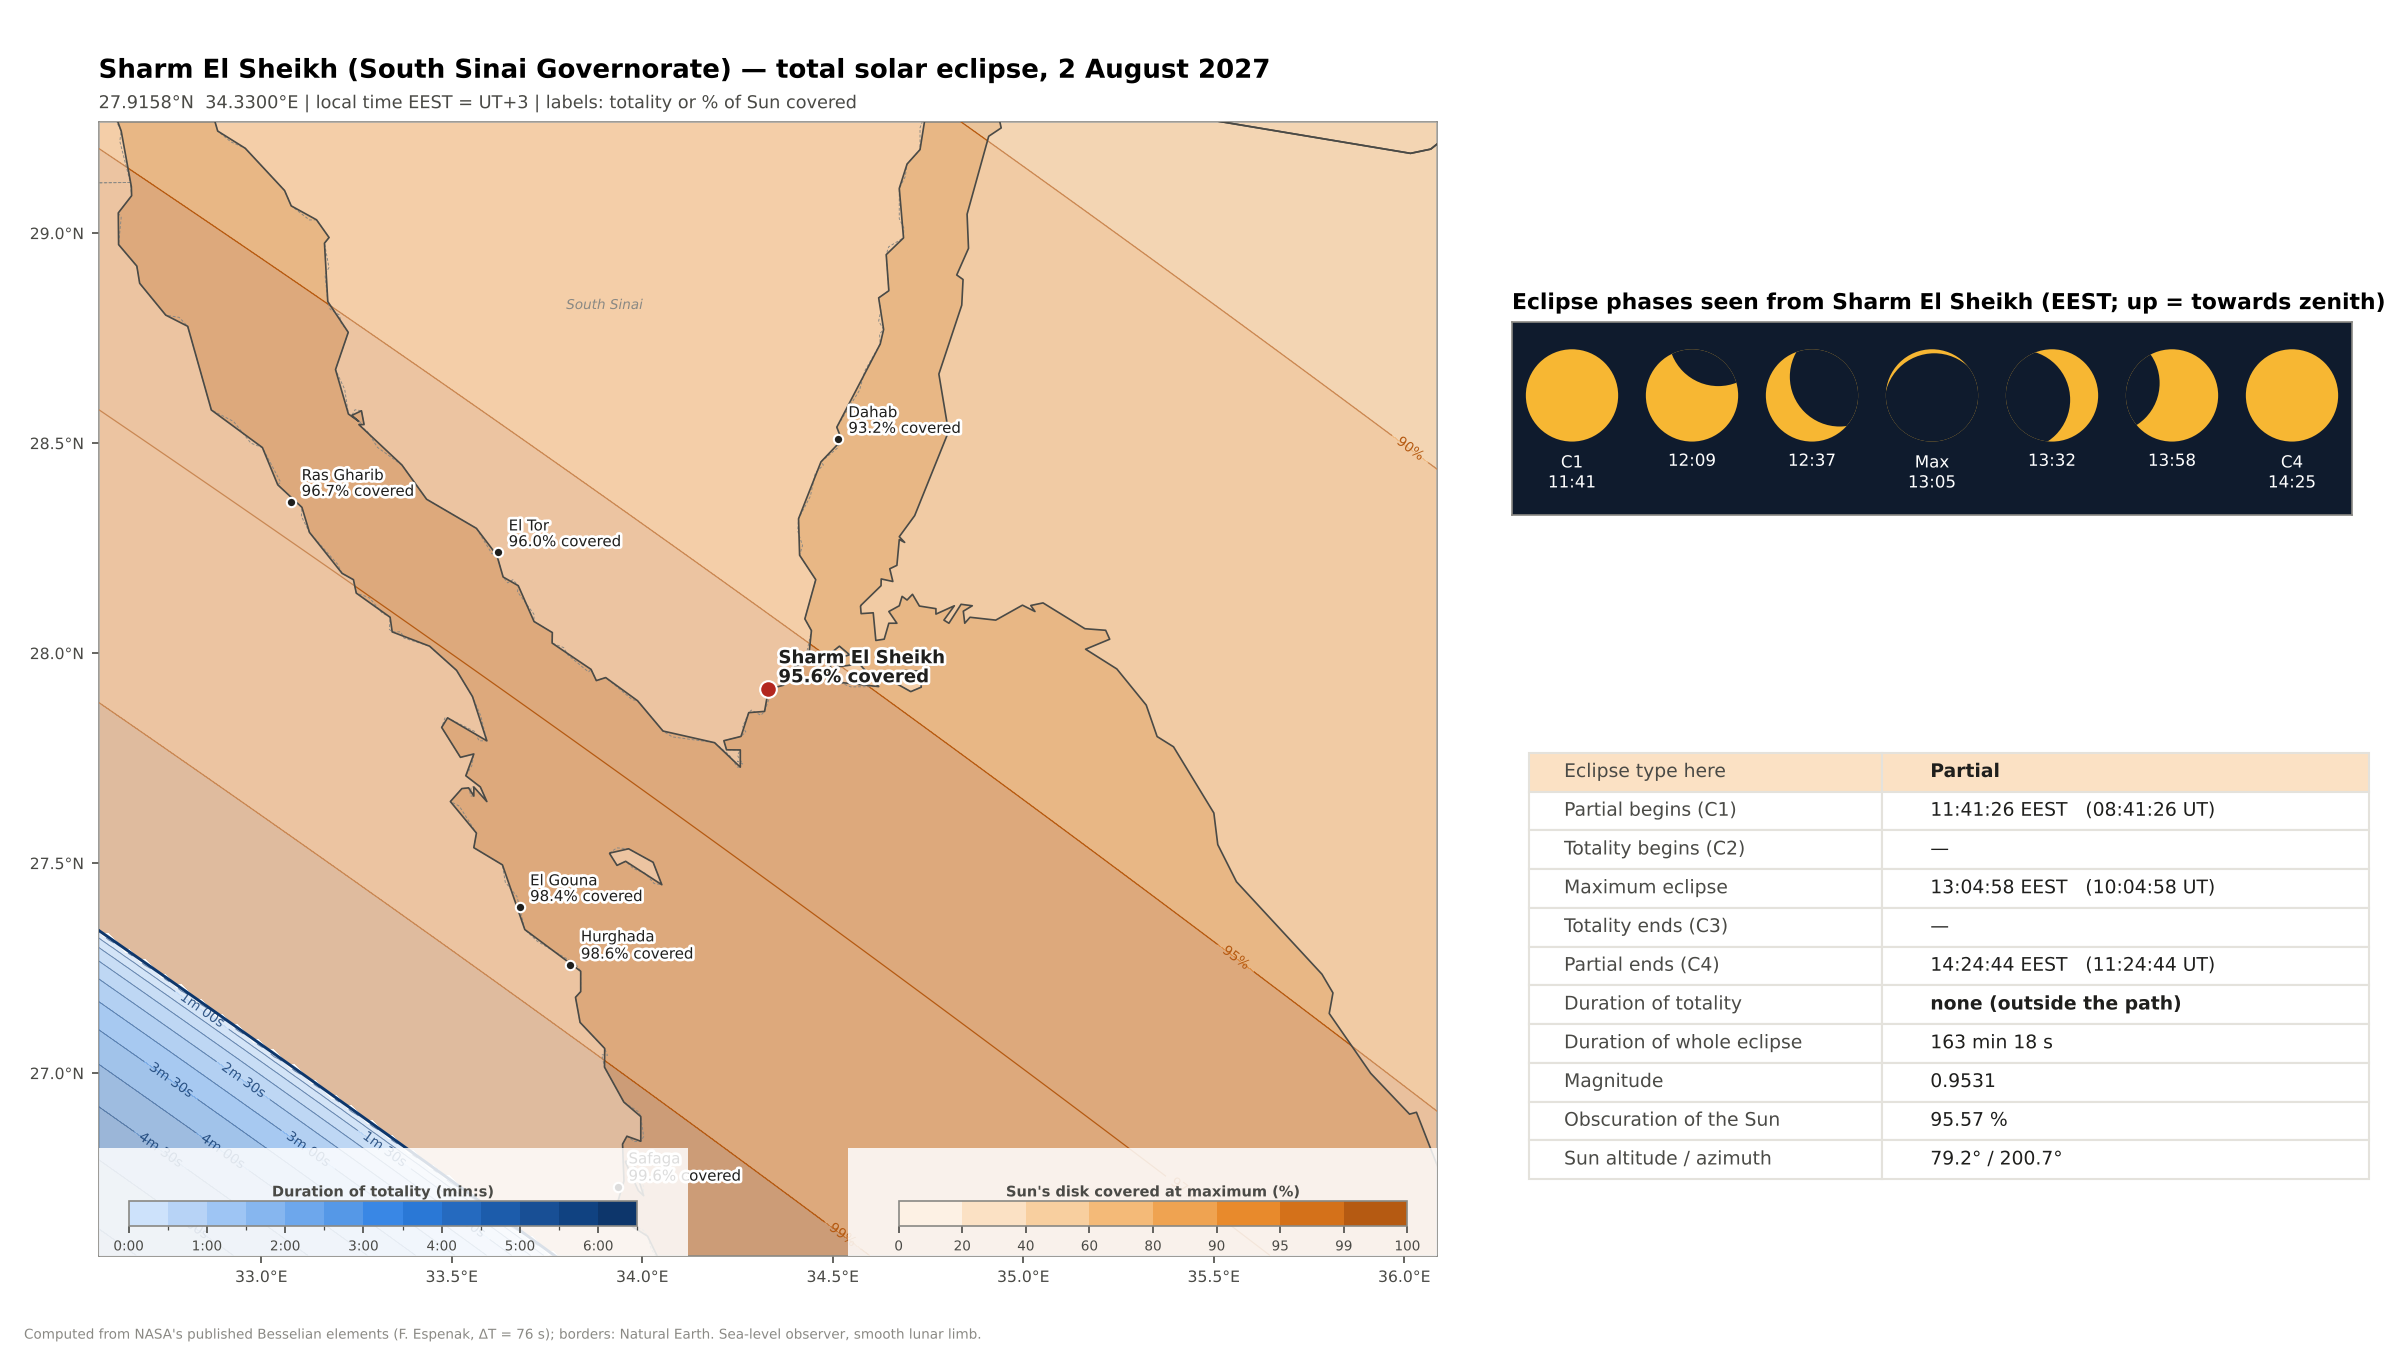 Sharm El Sheikh (South Sinai Governorate) — total solar eclipse, 2 August 2027
27.9158°N  34.3300°E | local time EEST = UT+3 | labels: totality or % of Sun covered
29.0°N
28.5°N
28.0°N
27.5°N
27.0°N
South Sinai
90%
Dahab
93.2% covered
Ras Gharib
96.7% covered
El Tor
96.0% covered
Sharm El Sheikh
95.6% covered
El Gouna
98.4% covered
Hurghada
98.6% covered
95%
1m 00s
3m 30s
2m 30s
4m 30s
4m 00s
3m 00s
1m 30s
Safaga
99.6% covered
99%
Duration of totality (min:s)
0:00 1:00 2:00 3:00 4:00 5:00 6:00
Sun's disk covered at maximum (%)
0 20 40 60 80 90 95 99 100
33.0°E 33.5°E 34.0°E 34.5°E 35.0°E 35.5°E 36.0°E
Eclipse phases seen from Sharm El Sheikh (EEST; up = towards zenith)
C1
11:41
12:09
12:37
Max
13:05
13:32
13:58
C4
14:25
Eclipse type here Partial
Partial begins (C1) 11:41:26 EEST (08:41:26 UT)
Totality begins (C2) —
Maximum eclipse 13:04:58 EEST (10:04:58 UT)
Totality ends (C3) —
Partial ends (C4) 14:24:44 EEST (11:24:44 UT)
Duration of totality none (outside the path)
Duration of whole eclipse 163 min 18 s
Magnitude 0.9531
Obscuration of the Sun 95.57 %
Sun altitude / azimuth 79.2° / 200.7°
Computed from NASA's published Besselian elements (F. Espenak, ΔT = 76 s); borders: Natural Earth. Sea-level observer, smooth lunar limb.